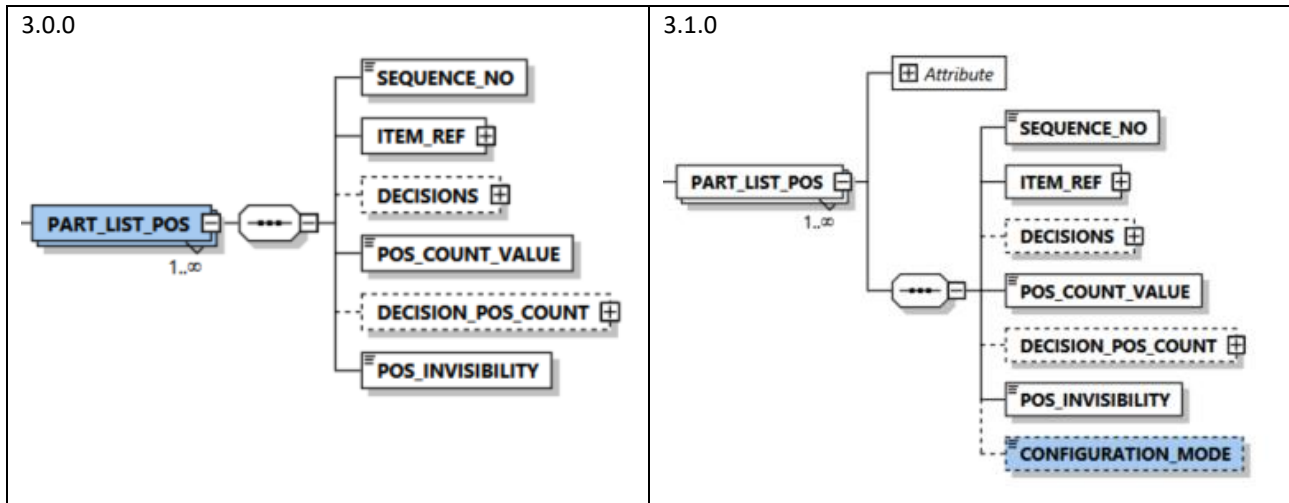 3.0.0
SEQUENCE_NO
ITEM_REF
DECISIONS
PART_LIST_POS
1..∞
POS_COUNT_VALUE
DECISION_POS_COUNT
POS_INVISIBILITY
3.1.0
Attribute
SEQUENCE_NO
PART_LIST_POS
1..∞
ITEM_REF
DECISIONS
POS_COUNT_VALUE
DECISION_POS_COUNT
POS_INVISIBILITY
CONFIGURATION_MODE